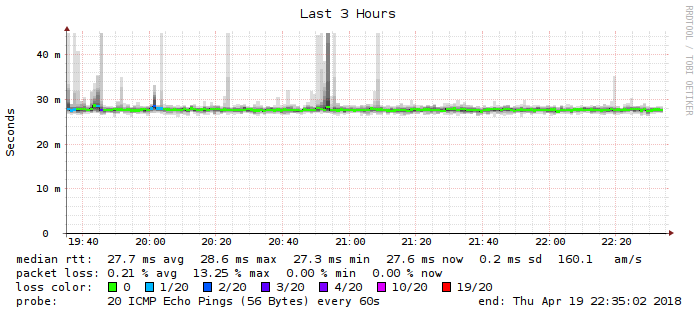 Last 3 Hours
RRDTOOL / TOBI OETIKER
Seconds
40 m
30 m
20 m
10 m
0
19:40 20:00 20:20 20:40 21:00 21:20 21:40 22:00 22:20
median rtt: 27.7 ms avg 28.6 ms max 27.3 ms min 27.6 ms now 0.2 ms sd 160.1 am/s
packet loss: 0.21 % avg 13.25 % max 0.00 % min 0.00 % now
loss color: 0 1/20 2/20 3/20 4/20 10/20 19/20
probe: 20 ICMP Echo Pings (56 Bytes) every 60s end: Thu Apr 19 22:35:02 2018